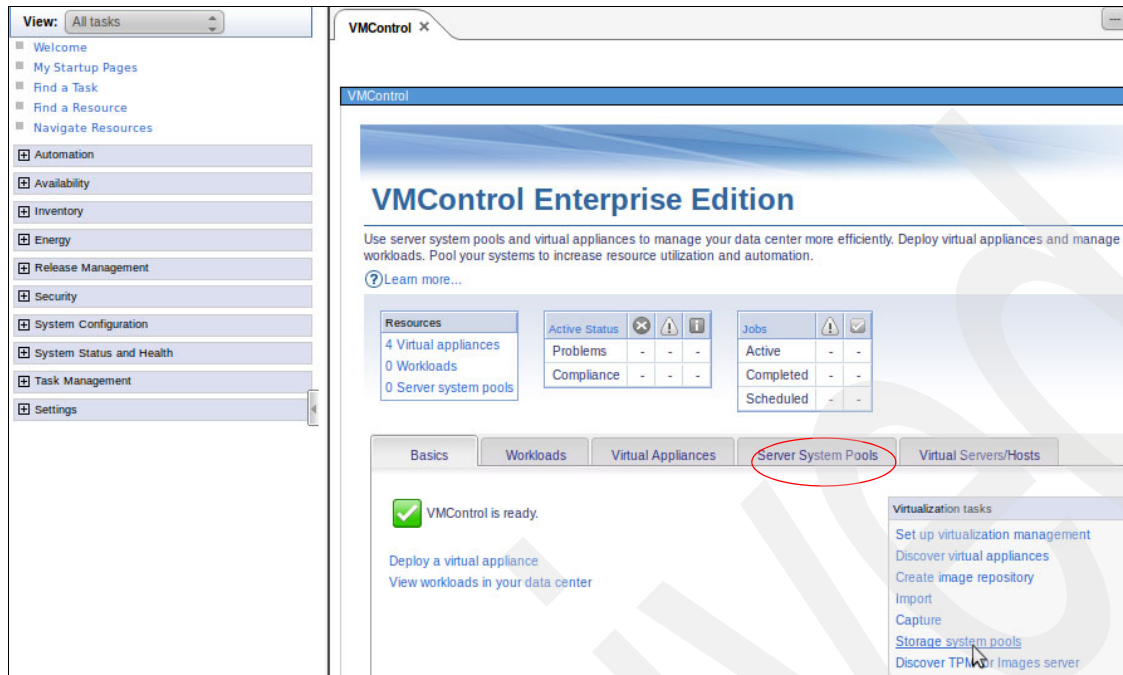 View: All tasks
Welcome
My Startup Pages
Find a Task
Find a Resource
Navigate Resources
Automation
Availability
Inventory
Energy
Release Management
Security
System Configuration
System Status and Health
Task Management
Settings
VMControl
VMControl
VMControl Enterprise Edition
Use server system pools and virtual appliances to manage your data center more efficiently. Deploy virtual appliances and manage
workloads. Pool your systems to increase resource utilization and automation.
Learn more...
Resources
4 Virtual appliances
0 Workloads
0 Server system pools
Active Status
Problems - - -
Compliance - - -
Jobs
Active - -
Completed - -
Scheduled - -
Basics Workloads Virtual Appliances Server System Pools Virtual Servers/Hosts
VMControl is ready.
Deploy a virtual appliance
View workloads in your data center
Virtualization tasks
Set up virtualization management
Discover virtual appliances
Create image repository
Import
Capture
Storage system pools
Discover or Images server